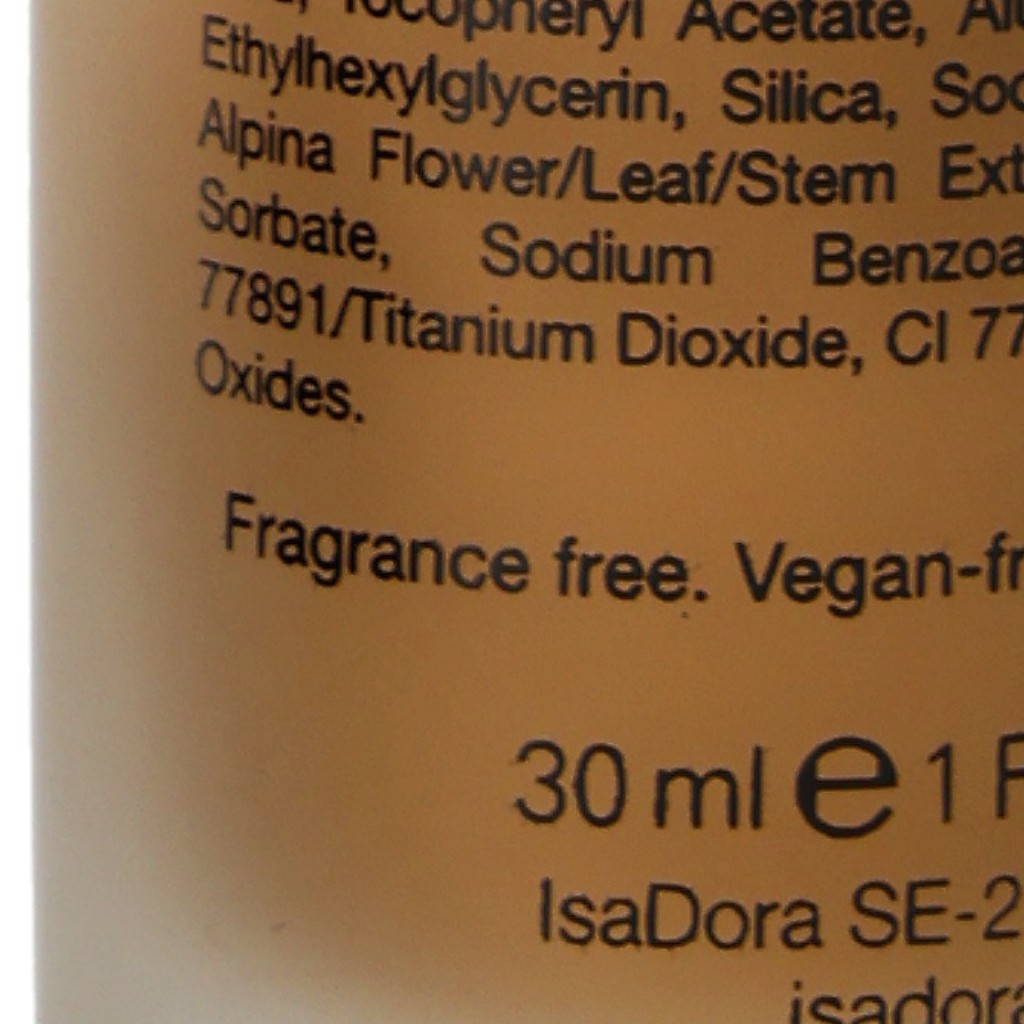 Tocopheryl Acetate,
Ethylhexylglycerin, Silica,
Alpina Flower/Leaf/Stem
Sorbate, Sodium
77891/Titanium Dioxide, CI
Oxides.
Fragrance free.
30 ml e 1
IsaDora